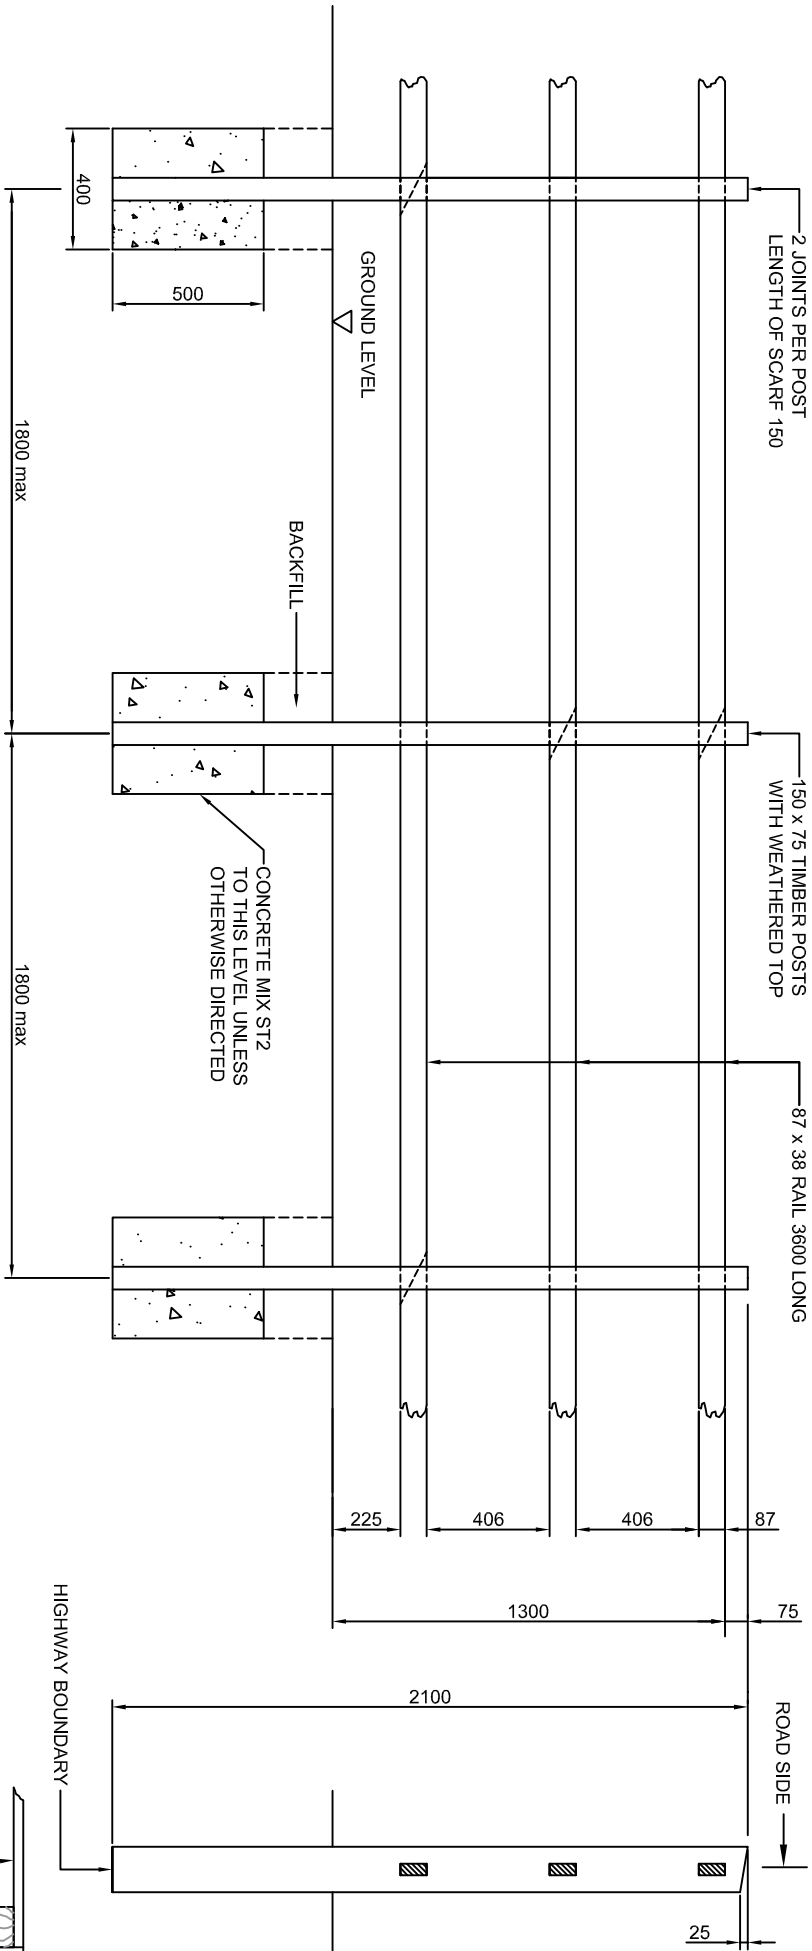 2 JOINTS PER POST
LENGTH OF SCARF 150
150 x 75 TIMBER POSTS
WITH WEATHERED TOP
87 x 38 RAIL 3600 LONG
ROAD SIDE
75
87
406
406
225
1300
2100
25
GROUND LEVEL
BACKFILL
CONCRETE MIX ST2
TO THIS LEVEL UNLESS
OTHERWISE DIRECTED
400
500
1800 max
1800 max
HIGHWAY BOUNDARY